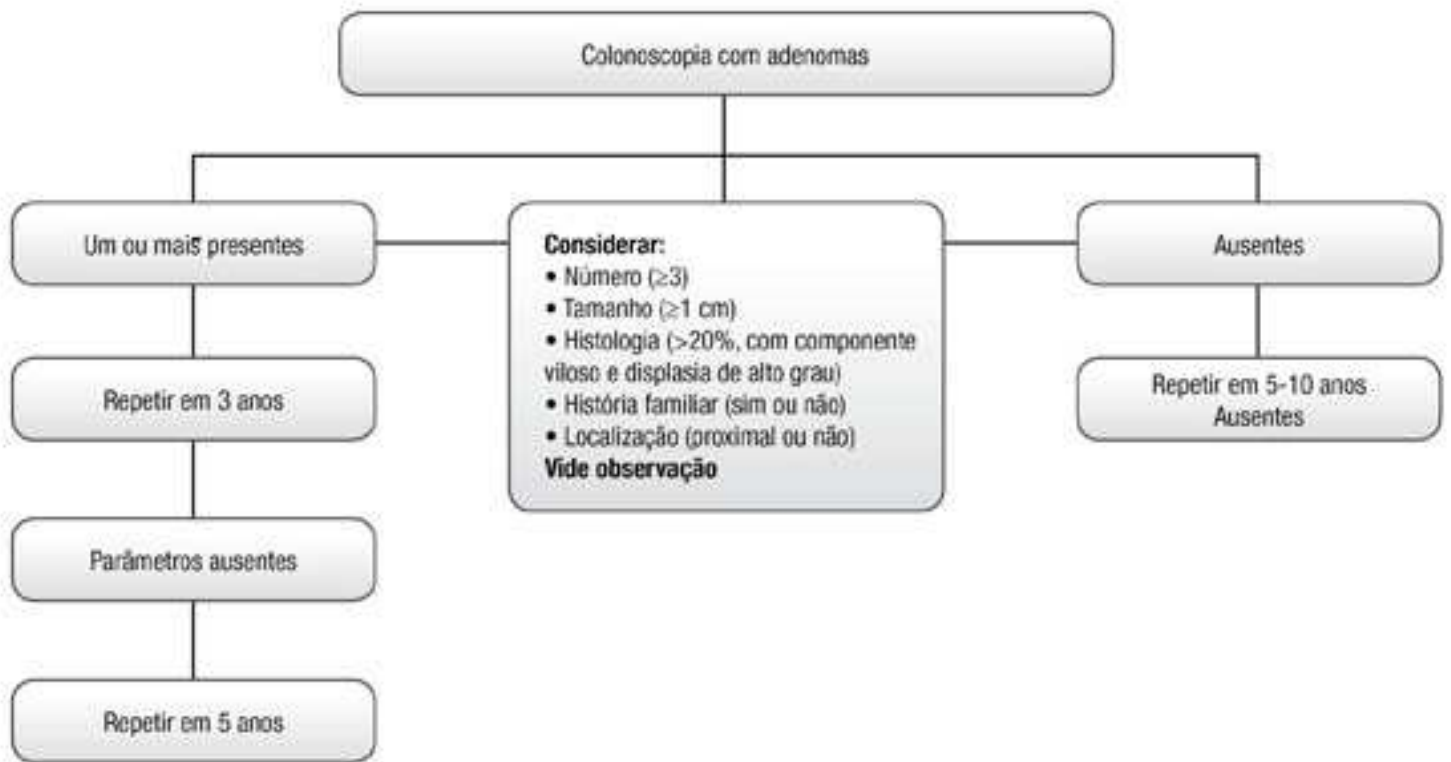 Colonoscopia com adenomas
Um ou mais presentes
Considerar:
• Número (≥3)
• Tamanho (≥1 cm)
• Histologia (>20%, com componente
viloso e displasia de alto grau)
• História familiar (sim ou não)
• Localização (proximal ou não)
Vide observação
Ausentes
Repetir em 3 anos
Repetir em 5-10 anos
Ausentes
Parâmetros ausentes
Repetir em 5 anos